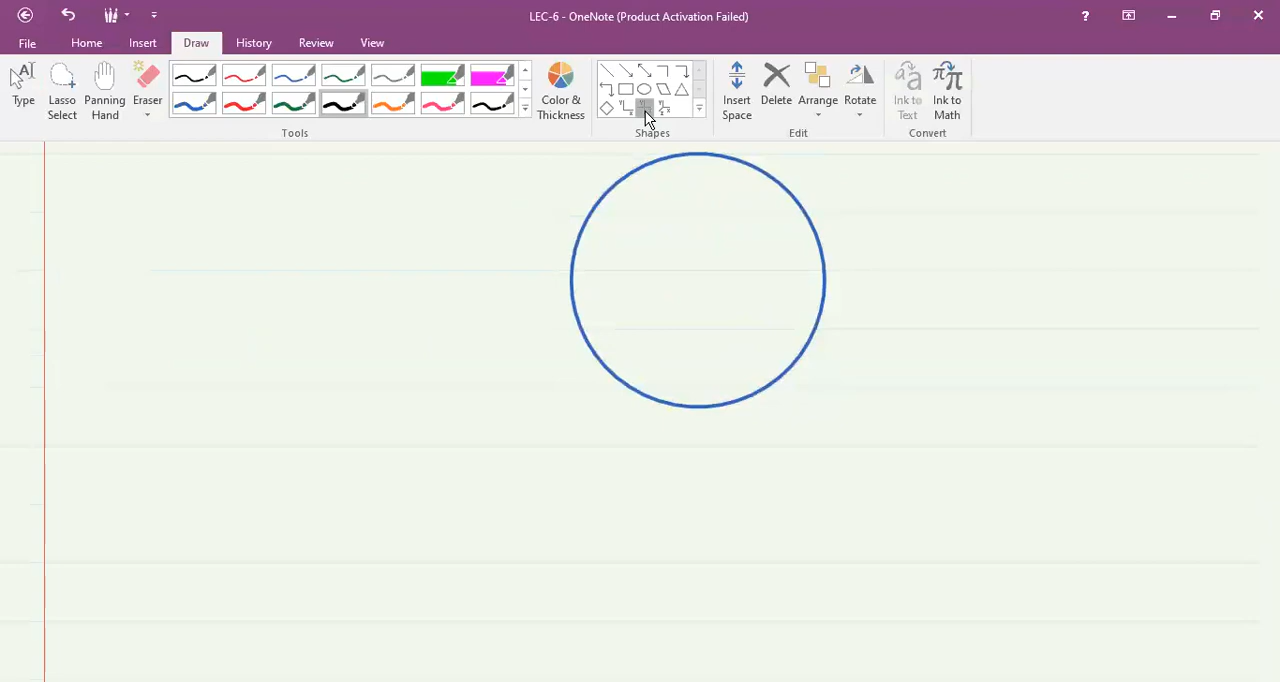 LEC-6 - OneNote (Product Activation Failed)
?
File Home Insert Draw History Review View
Type
Lasso Select
Panning Hand
Eraser
Color & Thickness
Insert Space
Delete
Arrange
Rotate
Ink to Text
Ink to Math
Tools
Shapes
Edit
Convert